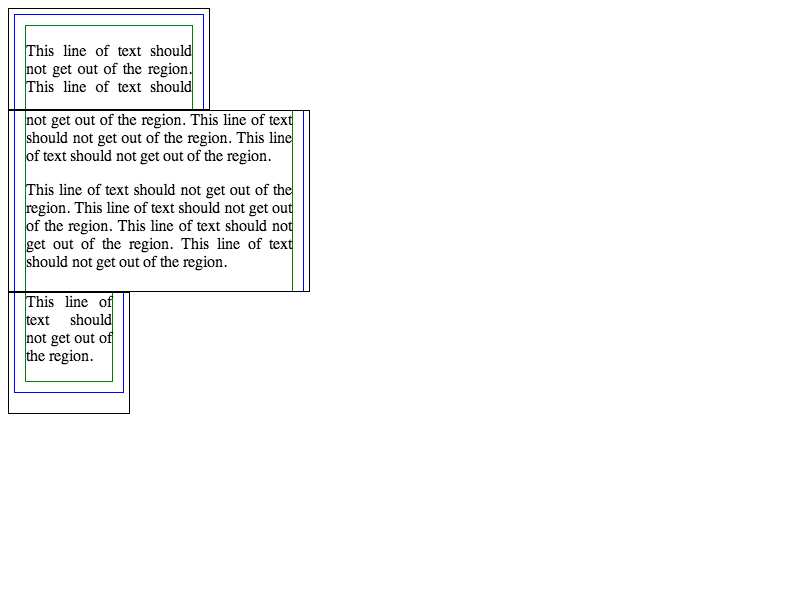 This line of text should
not get out of the region.
This line of text should
not get out of the region. This line of text
should not get out of the region. This line
of text should not get out of the region.
This line of text should not get out of the
region. This line of text should not get out
of the region. This line of text should not
get out of the region. This line of text
should not get out of the region.
This line of
text should
not get out of
the region.